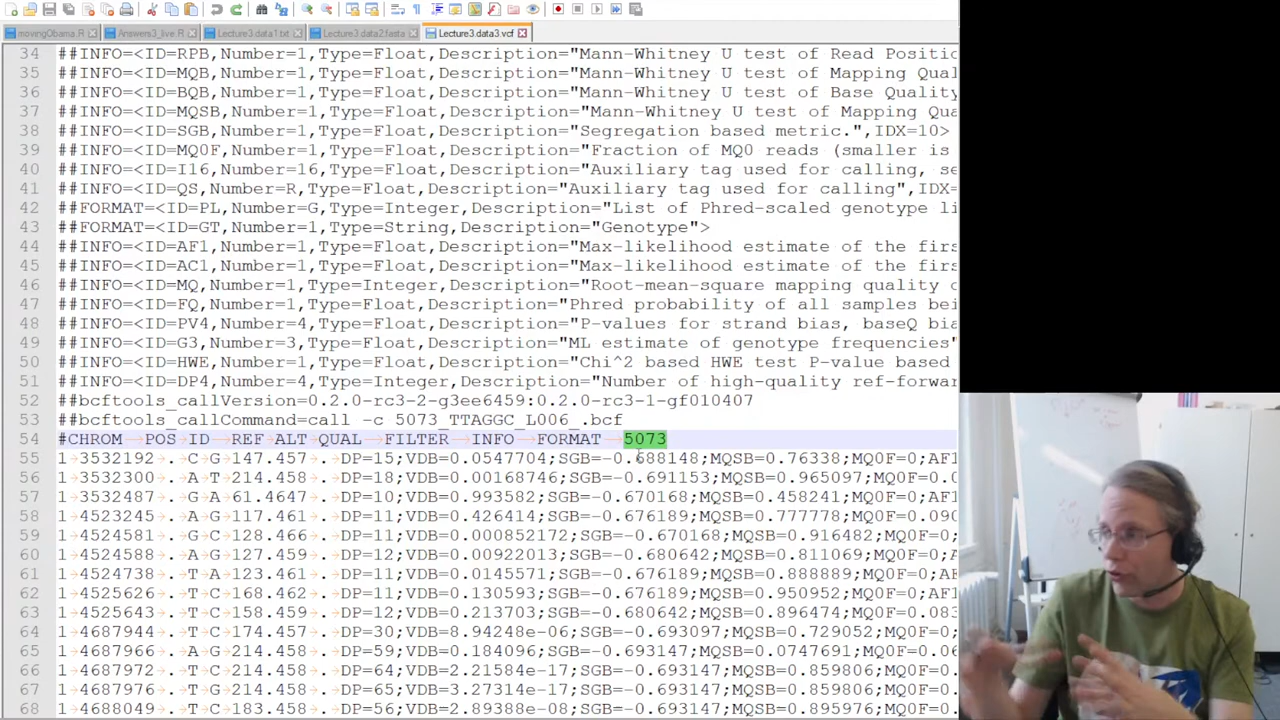 movingObama.R
Answers3_live.R
Lecture3.data1.txt
Lecture3.data2.fasta
Lecture3.data3.vcf
34 ##INFO=<ID=RPB,Number=1,Type=Float,Description="Mann-Whitney U test of Read Positio
35 ##INFO=<ID=MQB,Number=1,Type=Float,Description="Mann-Whitney U test of Mapping Qual
36 ##INFO=<ID=BQB,Number=1,Type=Float,Description="Mann-Whitney U test of Base Quality
37 ##INFO=<ID=MQSB,Number=1,Type=Float,Description="Mann-Whitney U test of Mapping Qua
38 ##INFO=<ID=SGB,Number=1,Type=Float,Description="Segregation based metric.",IDX=10>
39 ##INFO=<ID=MQ0F,Number=1,Type=Float,Description="Fraction of MQ0 reads (smaller is
40 ##INFO=<ID=I16,Number=16,Type=Float,Description="Auxiliary tag used for calling, se
41 ##INFO=<ID=QS,Number=R,Type=Float,Description="Auxiliary tag used for calling",IDX=
42 ##FORMAT=<ID=PL,Number=G,Type=Integer,Description="List of Phred-scaled genotype li
43 ##FORMAT=<ID=GT,Number=1,Type=String,Description="Genotype">
44 ##INFO=<ID=AF1,Number=1,Type=Float,Description="Max-likelihood estimate of the firs
45 ##INFO=<ID=AC1,Number=1,Type=Float,Description="Max-likelihood estimate of the firs
46 ##INFO=<ID=MQ,Number=1,Type=Integer,Description="Root-mean-square mapping quality o
47 ##INFO=<ID=FQ,Number=1,Type=Float,Description="Phred probability of all samples bei
48 ##INFO=<ID=PV4,Number=4,Type=Float,Description="P-values for strand bias, baseQ bia
49 ##INFO=<ID=G3,Number=3,Type=Float,Description="ML estimate of genotype frequencies"
50 ##INFO=<ID=HWE,Number=1,Type=Float,Description="Chi^2 based HWE test P-value based
51 ##INFO=<ID=DP4,Number=4,Type=Integer,Description="Number of high-quality ref-forwar
52 ##bcftools_callVersion=0.2.0-rc3-2-g3ee6459:0.2.0-rc3-1-gf010407
53 ##bcftools_callCommand=call -c 5073_TTAGGC_L006_.bcf
54 #CHROM POS ID REF ALT QUAL FILTER INFO FORMAT 5073
55 1 3532192 . C G 147.457 . DP=15;VDB=0.0547704;SGB=-0.688148;MQSB=0.76338;MQ0F=0;AF1
56 1 3532300 . A T 214.458 . DP=18;VDB=0.00168746;SGB=-0.691153;MQSB=0.965097;MQ0F=0;A
57 1 3532487 . G A 61.4647 . DP=10;VDB=0.993582;SGB=-0.670168;MQSB=0.458241;MQ0F=0;AF1
58 1 4523245 . A G 117.461 . DP=11;VDB=0.426414;SGB=-0.676189;MQSB=0.777778;MQ0F=0.090
59 1 4524581 . G C 128.466 . DP=11;VDB=0.000852172;SGB=-0.670168;MQSB=0.916482;MQ0F=0;
60 1 4524588 . A G 127.459 . DP=12;VDB=0.00922013;SGB=-0.680642;MQSB=0.811069;MQ0F=0;A
61 1 4524738 . T A 123.461 . DP=11;VDB=0.0145571;SGB=-0.676189;MQSB=0.888889;MQ0F=0;AF
62 1 4525626 . T C 168.462 . DP=11;VDB=0.130593;SGB=-0.676189;MQSB=0.950952;MQ0F=0;AF1
63 1 4525643 . T C 158.459 . DP=12;VDB=0.213703;SGB=-0.680642;MQSB=0.896474;MQ0F=0.083
64 1 4687944 . C T 174.457 . DP=30;VDB=8.94248e-06;SGB=-0.693097;MQSB=0.729052;MQ0F=0;
65 1 4687966 . A G 214.458 . DP=59;VDB=0.184096;SGB=-0.693147;MQSB=0.0747691;MQ0F=0.06
66 1 4687972 . T C 214.458 . DP=64;VDB=2.21584e-17;SGB=-0.693147;MQSB=0.859806;MQ0F=0;
67 1 4687976 . A T 214.458 . DP=65;VDB=3.27314e-17;SGB=-0.693147;MQSB=0.859806;MQ0F=0;
68 1 4688049 . T C 183.458 . DP=56;VDB=2.89388e-08;SGB=-0.693147;MQSB=0.895976;MQ0F=0;